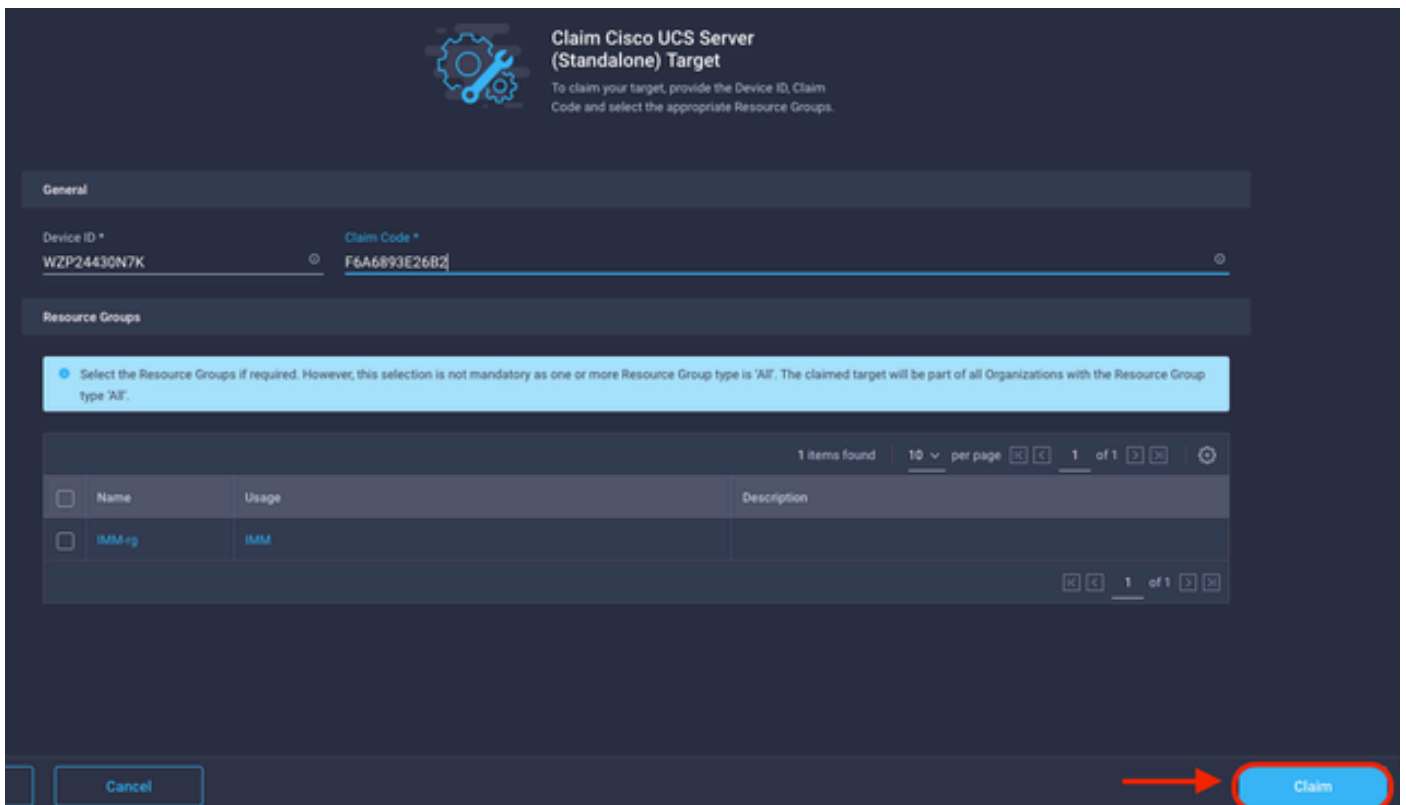 Claim Cisco UCS Server
(Standalone) Target
To claim your target, provide the Device ID, Claim
Code and select the appropriate Resource Groups.
General
Device ID *
Claim Code *
WZP24430N7K
F6A6893E26B2
Resource Groups
Select the Resource Groups if required. However, this selection is not mandatory as one or more Resource Group type is 'All'. The claimed target will be part of all Organizations with the Resource Group
type 'All'.
1 items found 10 per page 1 of 1
Name Usage Description
IMM-rg IMM
1 of 1
Cancel Claim